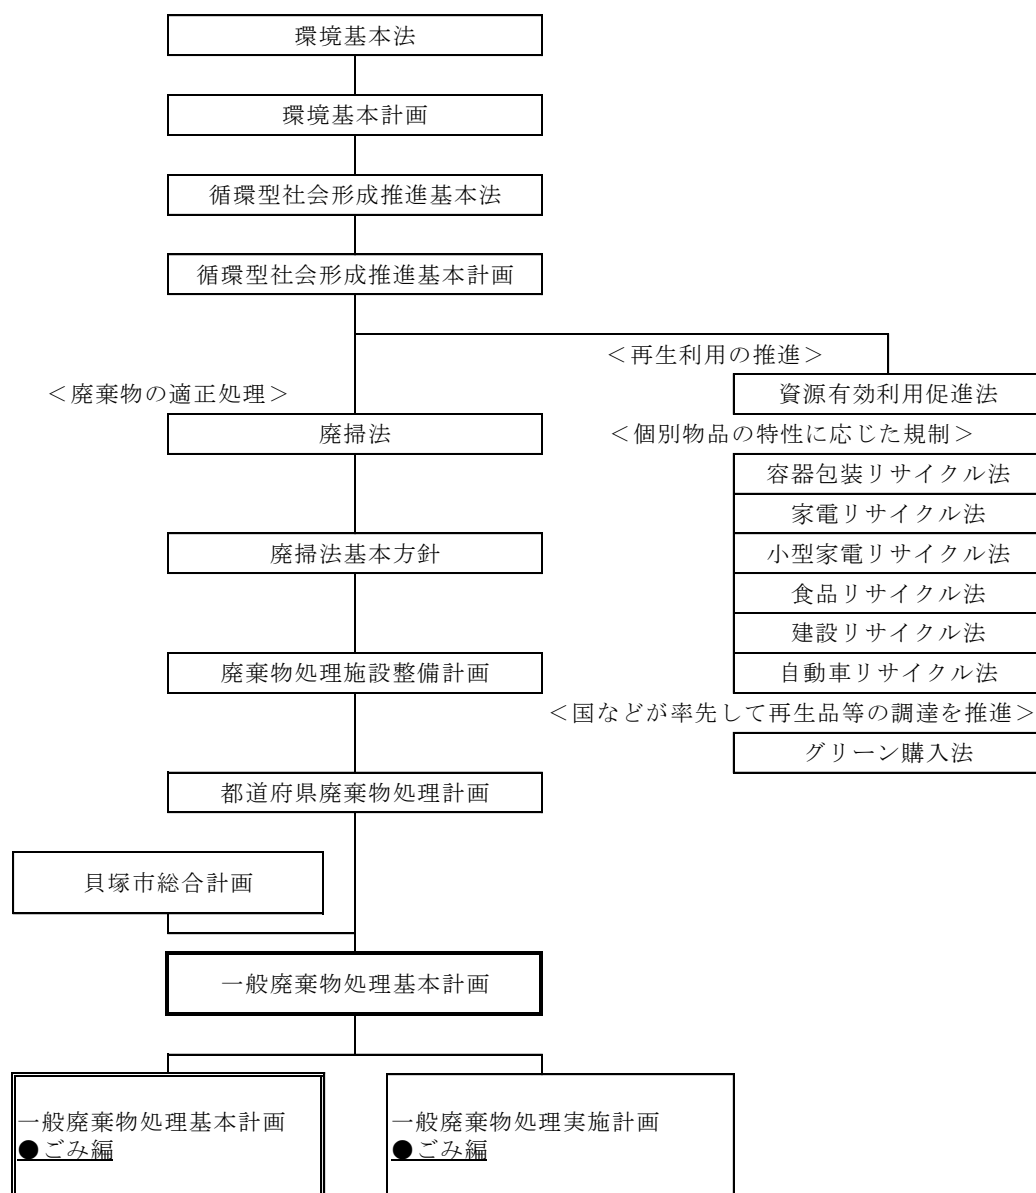 環境基本法
環境基本計画
循環型社会形成推進基本法
循環型社会形成推進基本計画
＜再生利用の推進＞
＜廃棄物の適正処理＞
資源有効利用促進法
廃掃法
＜個別物品の特性に応じた規制＞
容器包装リサイクル法
家電リサイクル法
廃掃法基本方針
小型家電リサイクル法
食品リサイクル法
建設リサイクル法
廃棄物処理施設整備計画
自動車リサイクル法
＜国などが率先して再生品等の調達を推進＞
グリーン購入法
都道府県廃棄物処理計画
貝塚市総合計画
一般廃棄物処理基本計画
一般廃棄物処理基本計画
●ごみ編
一般廃棄物処理実施計画
●ごみ編